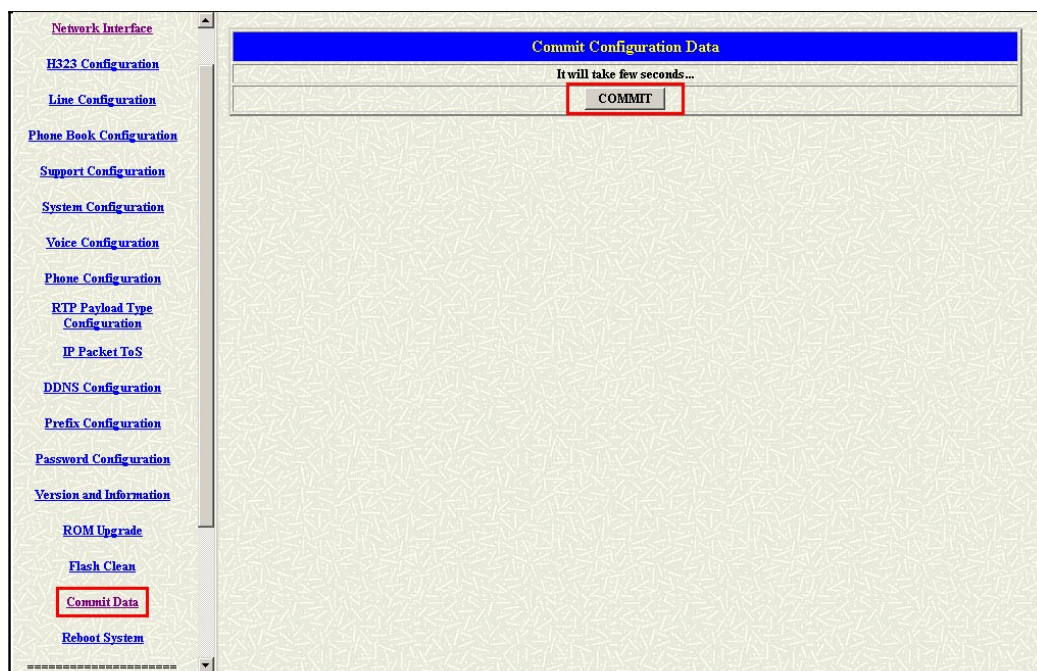 Network Interface
H323 Configuration
Line Configuration
Phone Book Configuration
Support Configuration
System Configuration
Voice Configuration
Phone Configuration
RTP Payload Type
Configuration
IP Packet ToS
DDNS Configuration
Prefix Configuration
Password Configuration
Version and Information
ROM Upgrade
Flash Clean
Commit Data
Reboot System
====================
Commit Configuration Data
It will take few seconds...
COMMIT